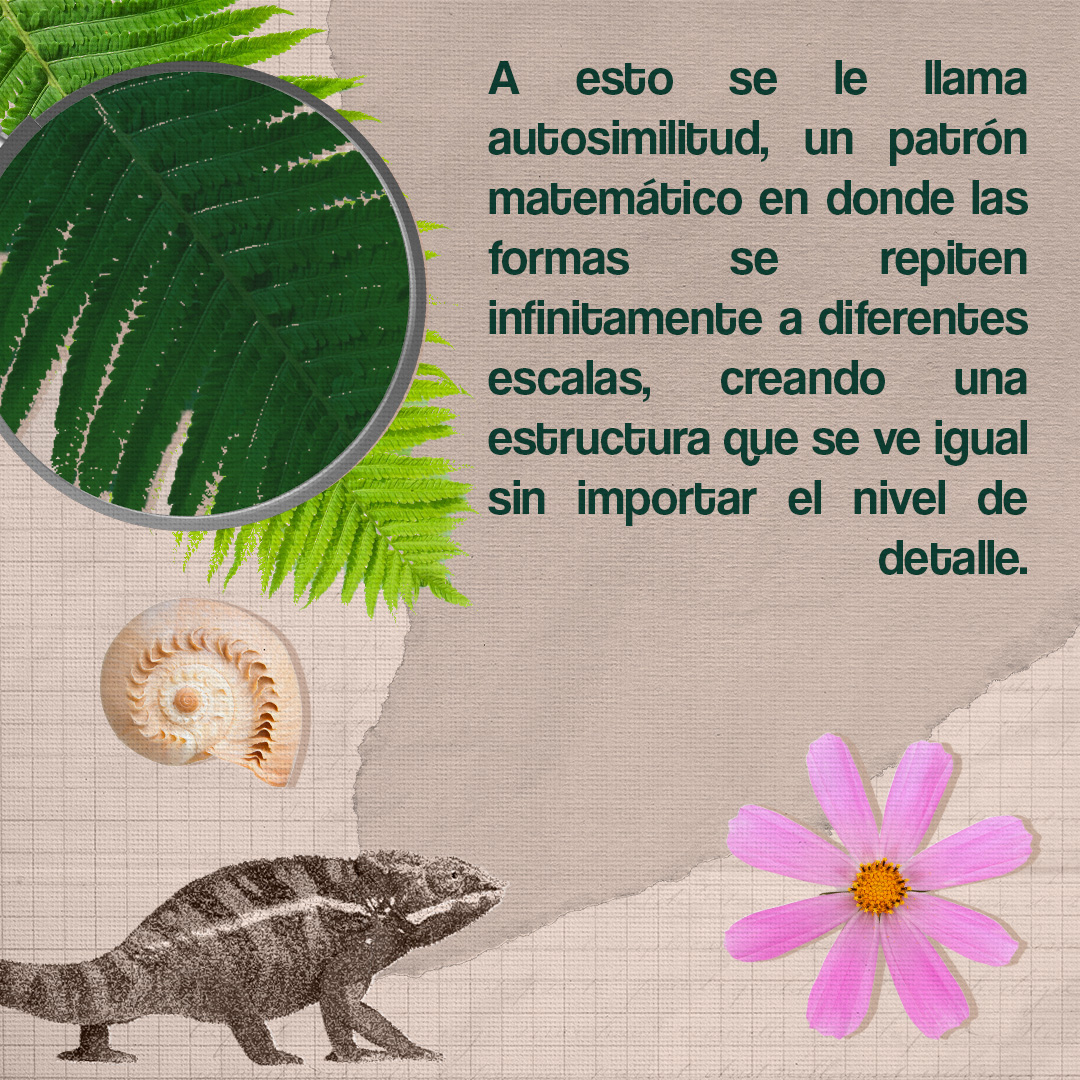 A esto se le llama
autosimilitud, un patrón
matemático en donde las
formas se repiten
infinitamente a diferentes
escalas, creando una
estructura que se ve igual
sin importar el nivel de
detalle.